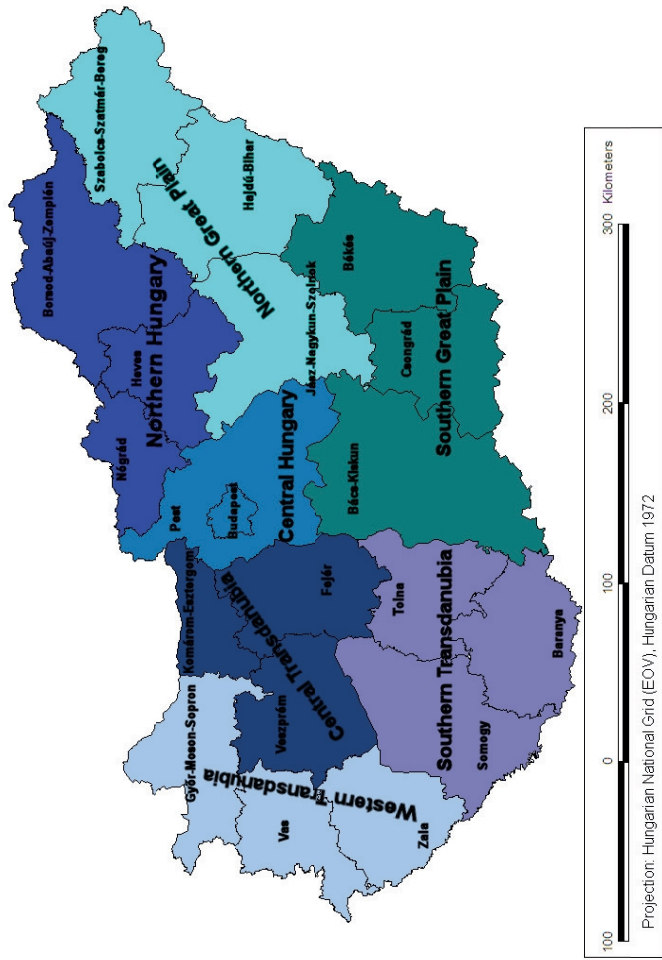 Borsod-Abaúj-Zemplén
Szabolcs-Szatmár-Bereg
Nógrád
Heves
Northern Hungary
Northern Great Plain
Hajdú-Bihar
Győr-Moson-Sopron
Komárom-Esztergom
Pest
Budapest
Jász-Nagykun-Szolnok
Western Transdanubia
Vas
Veszprém
Central Transdanubia
Fejér
Central Hungary
Békés
Zala
Tolna
Bács-Kiskun
Csongrád
Southern Great Plain
Southern Transdanubia
Somogy
Baranya
100 0 100 200 300 Kilometers
Projection: Hungarian National Grid (EOV), Hungarian Datum 1972